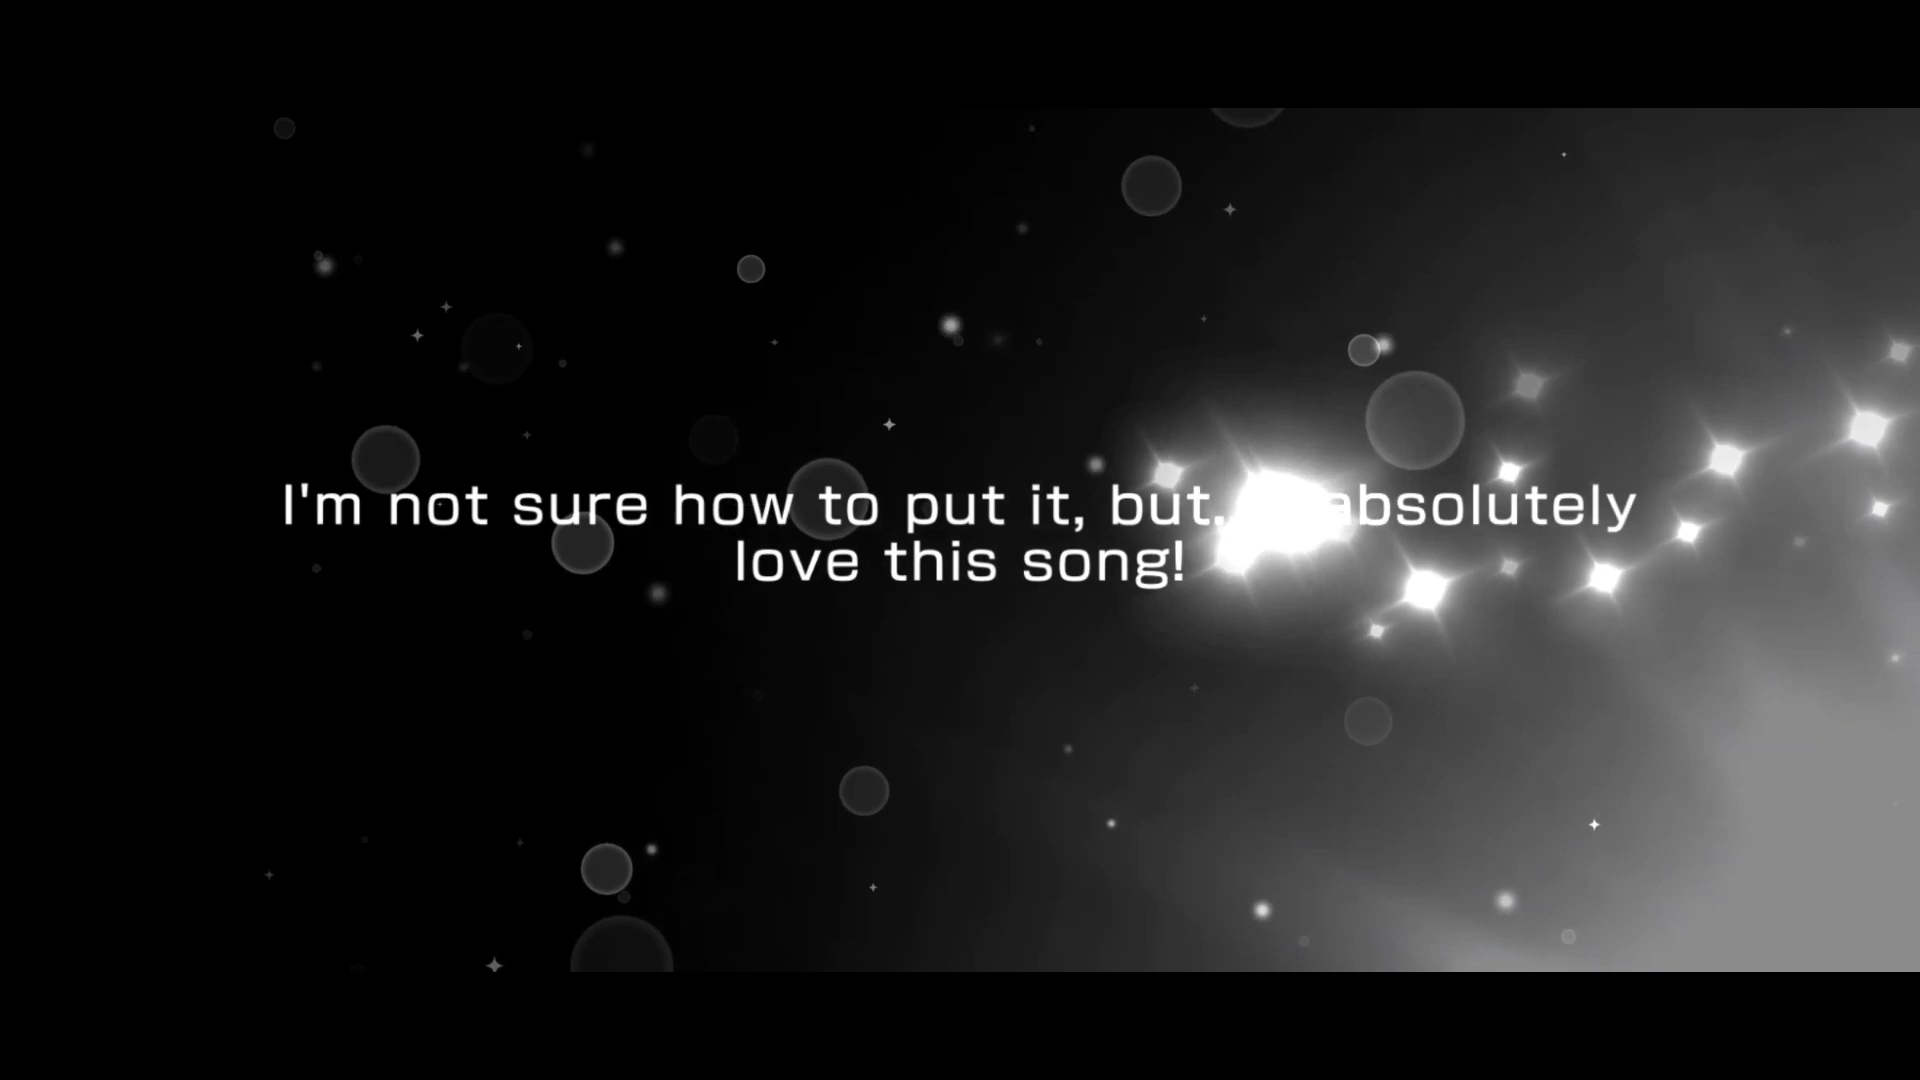 I'm not sure how to put it, but. absolutely
love this song!